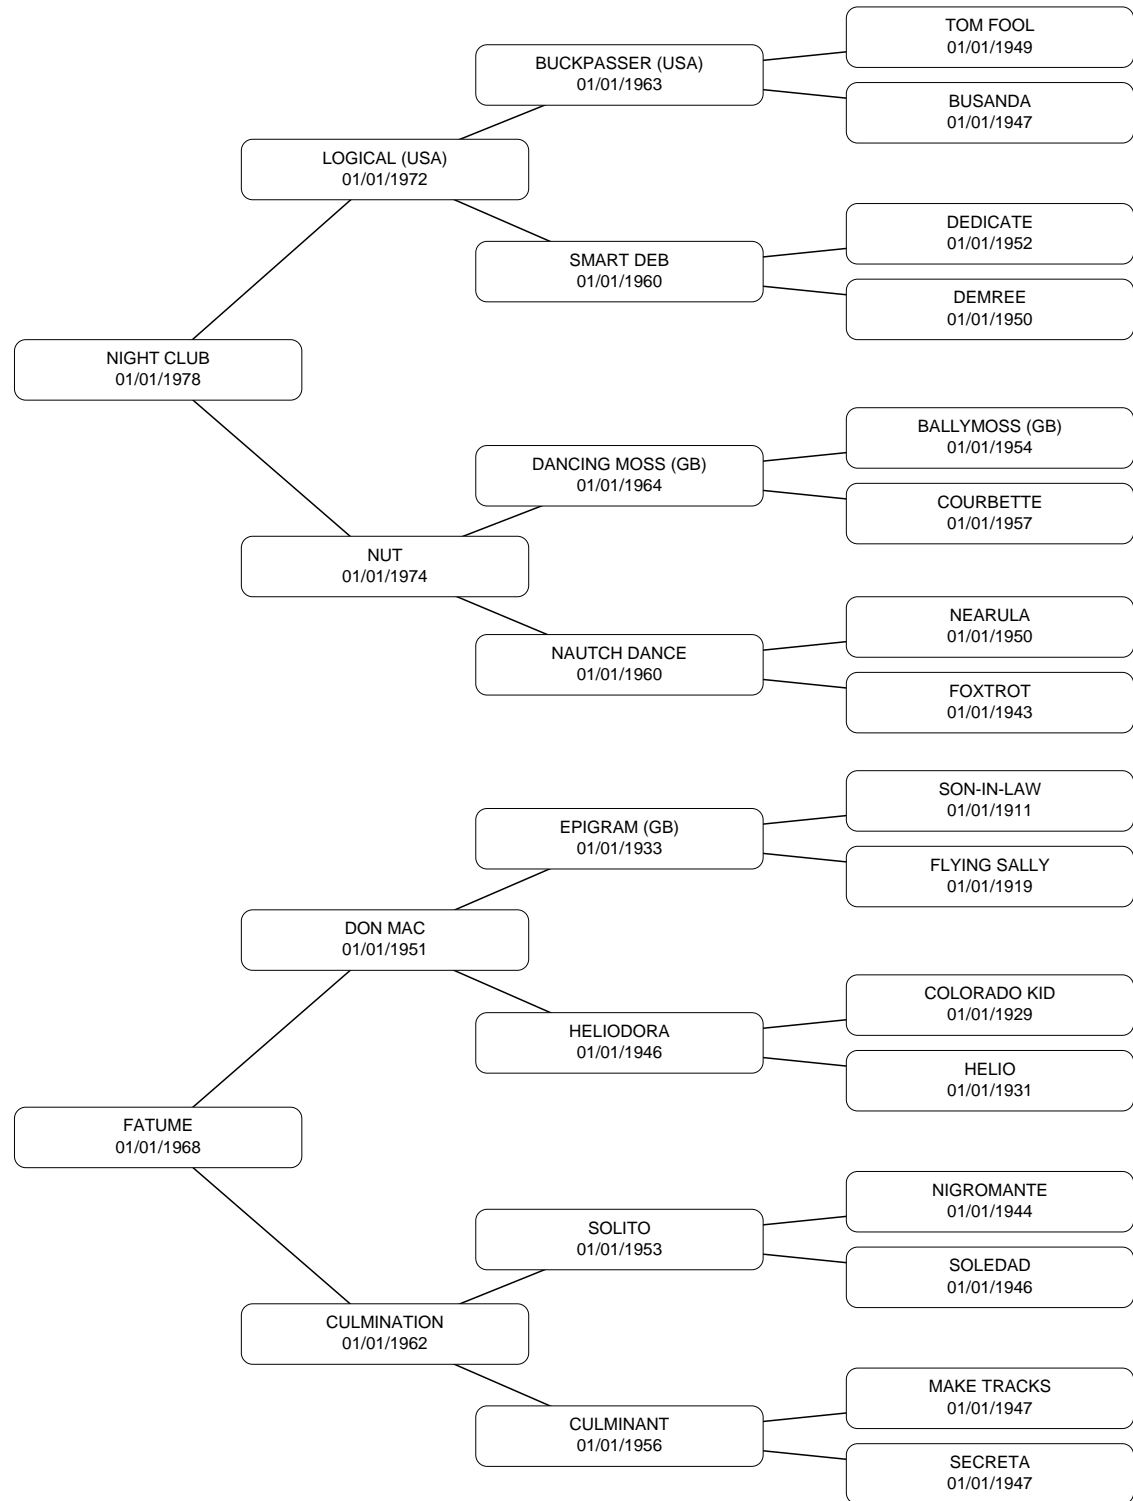 TOM FOOL
01/01/1949
BUCKPASSER (USA)
01/01/1963
BUSANDA
01/01/1947
LOGICAL (USA)
01/01/1972
DEDICATE
01/01/1952
SMART DEB
01/01/1960
DEMREE
01/01/1950
NIGHT CLUB
01/01/1978
BALLYMOSS (GB)
01/01/1954
DANCING MOSS (GB)
01/01/1964
COURBETTE
01/01/1957
NUT
01/01/1974
NEARULA
01/01/1950
NAUTCH DANCE
01/01/1960
FOXTROT
01/01/1943
SON-IN-LAW
01/01/1911
EPIGRAM (GB)
01/01/1933
FLYING SALLY
01/01/1919
DON MAC
01/01/1951
COLORADO KID
01/01/1929
HELIODORA
01/01/1946
HELIO
01/01/1931
FATUME
01/01/1968
NIGROMANTE
01/01/1944
SOLITO
01/01/1953
SOLEDAD
01/01/1946
CULMINATION
01/01/1962
MAKE TRACKS
01/01/1947
CULMINANT
01/01/1956
SECRETA
01/01/1947